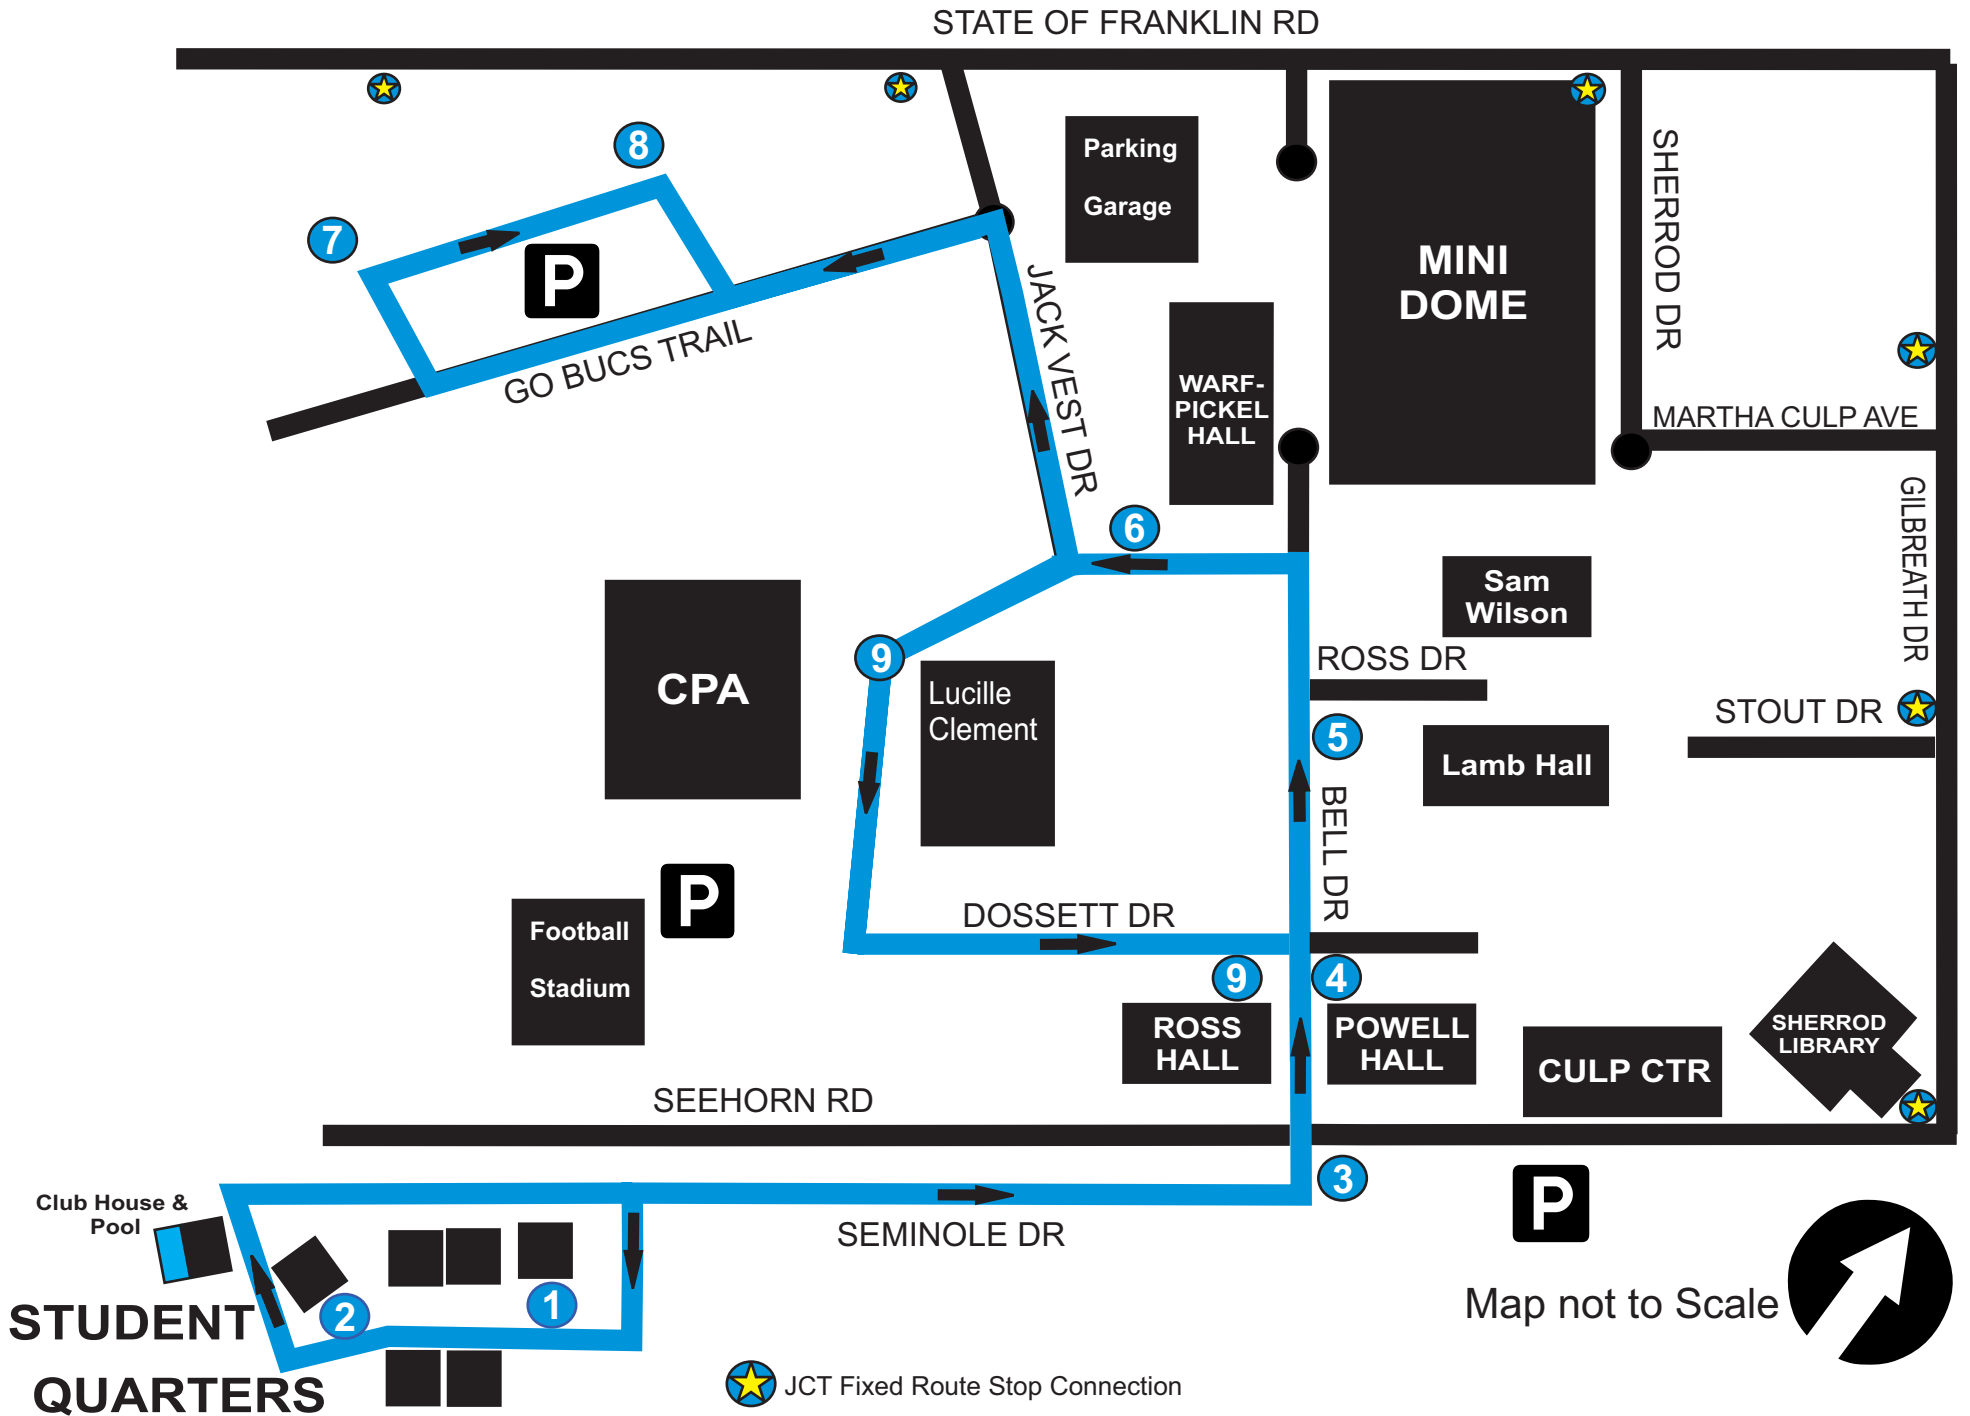 STATE OF FRANKLIN RD
8
7
P
GO BUCS TRAIL
JACK VEST DR
Parking
Garage
MINI
DOME
SHERROD DR
WARF-
PICKEL
HALL
MARTHA CULP AVE
GILBREATH DR
6
Sam
Wilson
ROSS DR
9
CPA
Lucille
Clement
5
STOUT DR
Lamb Hall
BELL DR
P
DOSSETT DR
Football
Stadium
9
4
ROSS
HALL
POWELL
HALL
SHERROD
LIBRARY
CULP CTR
SEEHORN RD
3
P
Club House &
Pool
SEMINOLE DR
1
2
STUDENT
QUARTERS
Map not to Scale
JCT Fixed Route Stop Connection